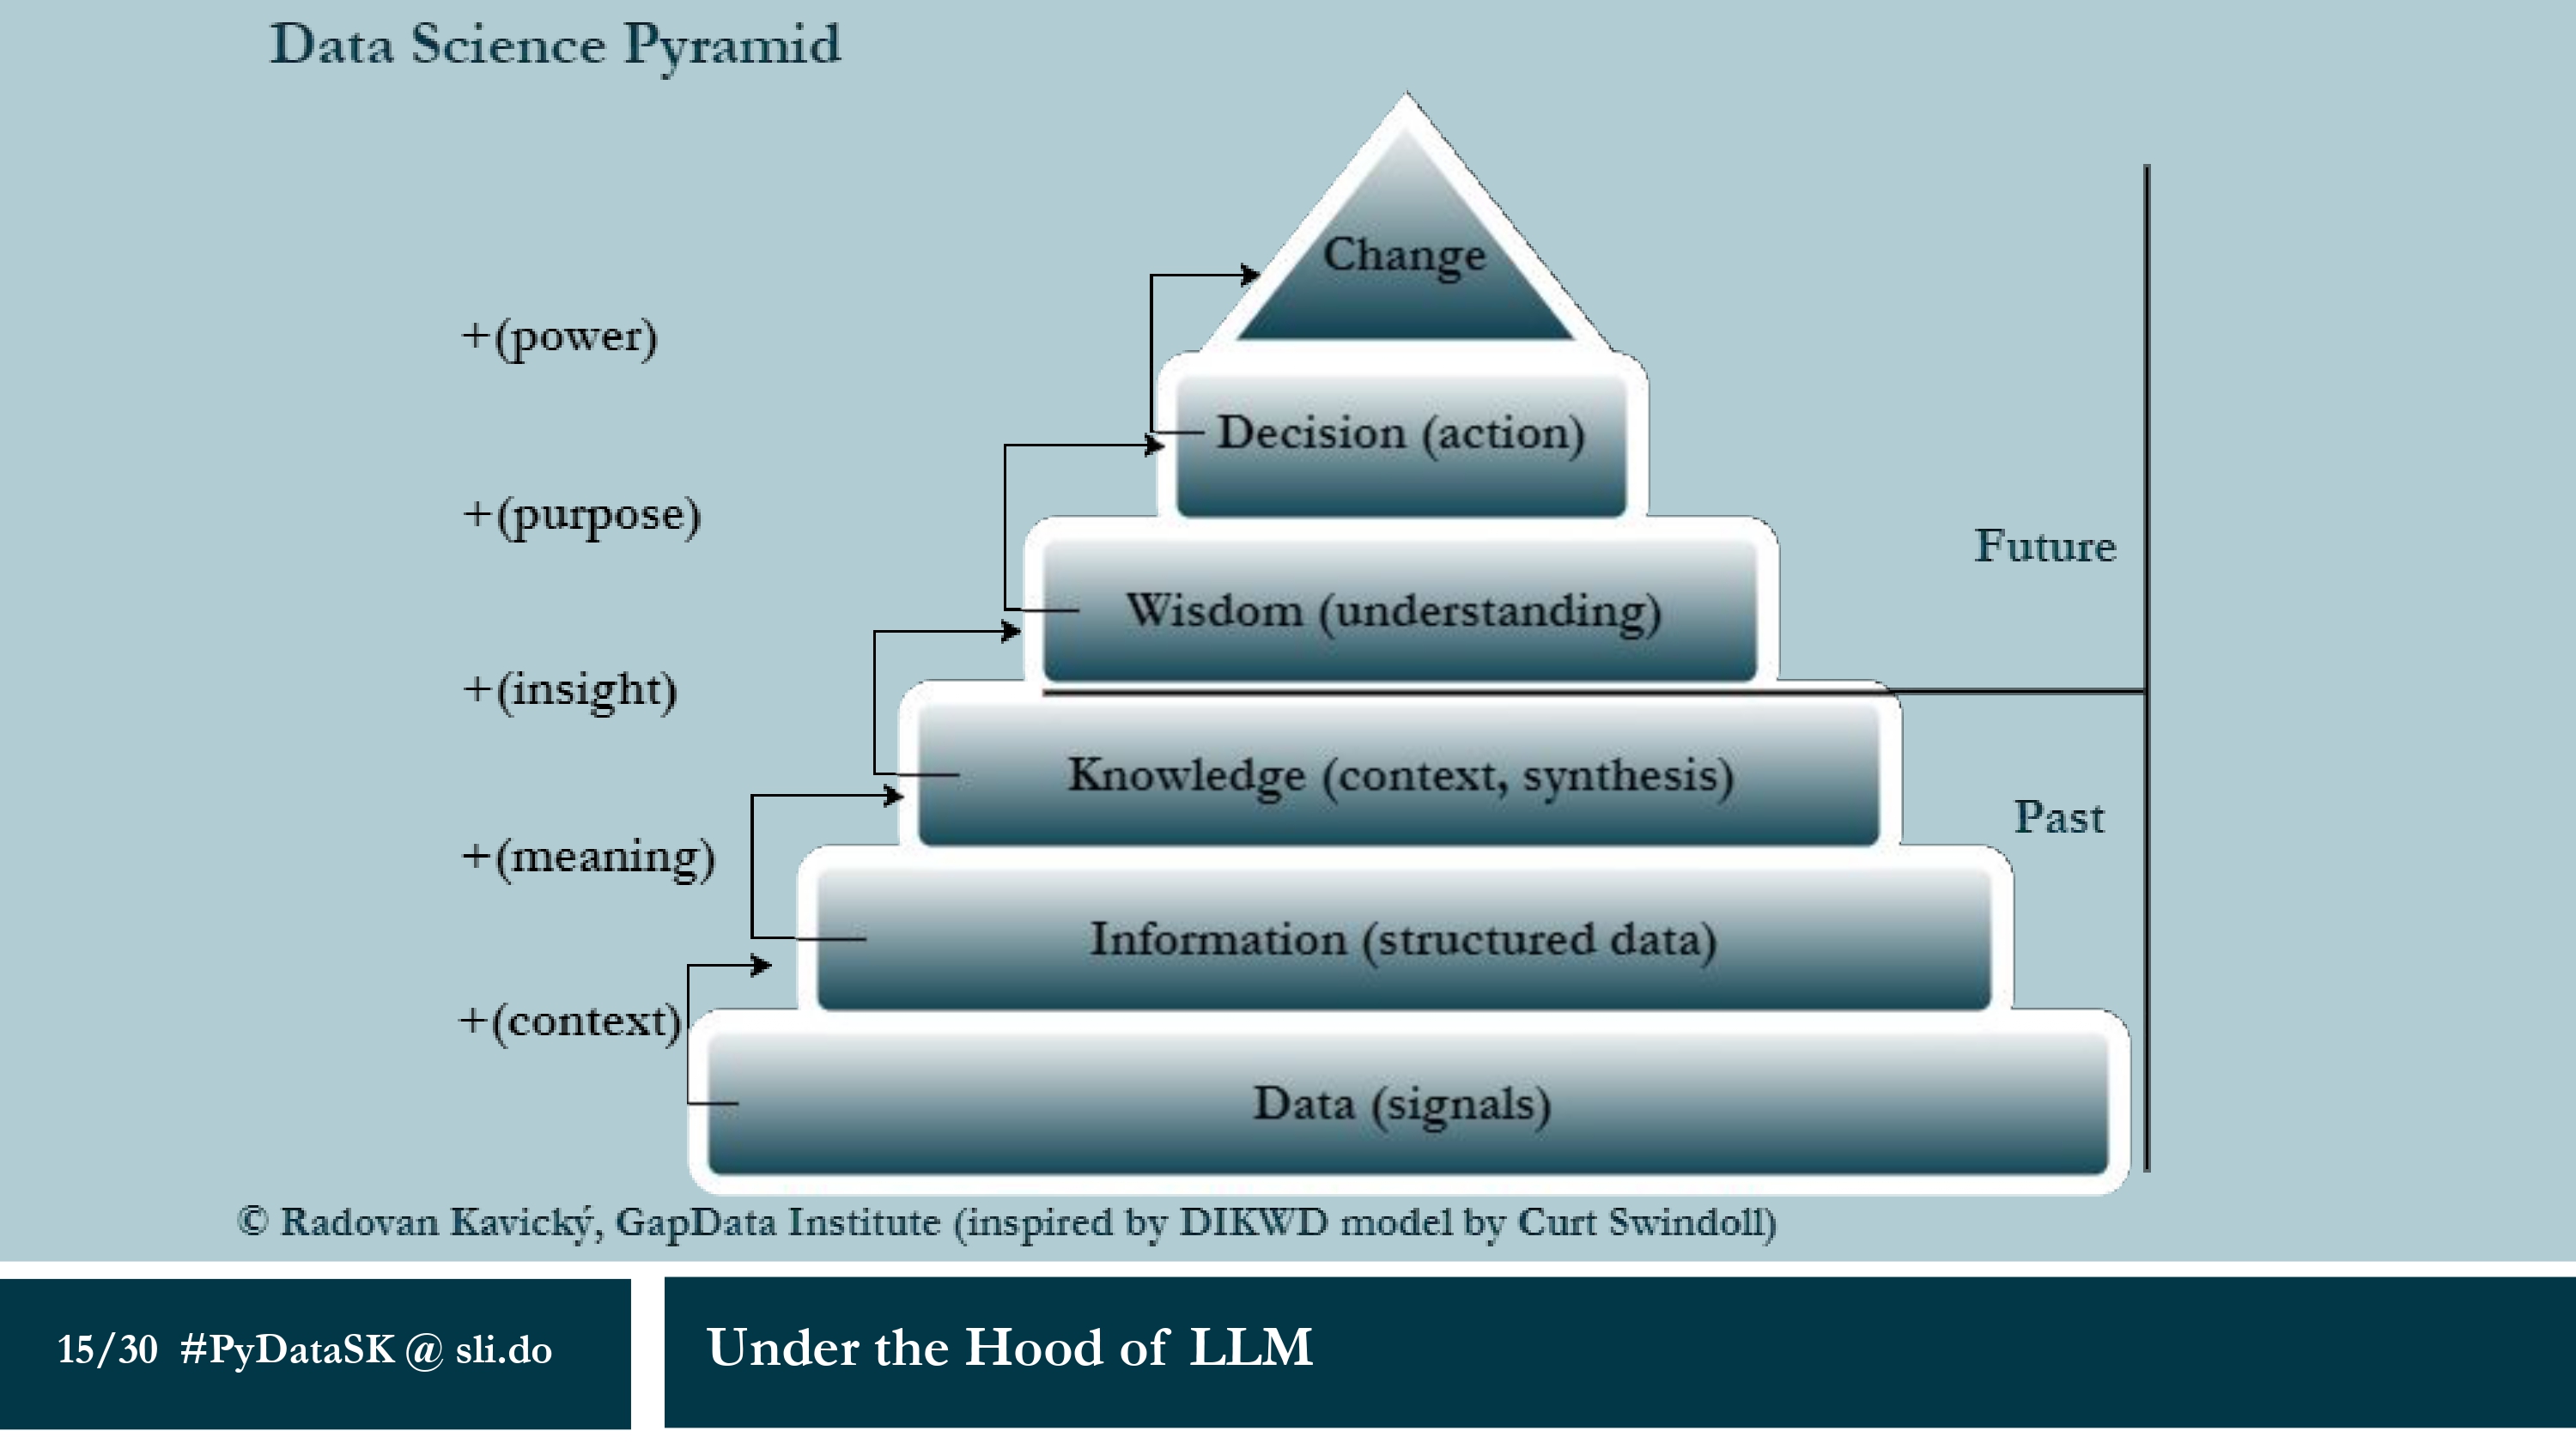 Data Science Pyramid
Change
+(power)
Decision (action)
+(purpose)
Future
Wisdom (understanding)
+(insight)
Knowledge (context, synthesis)
Past
+(meaning)
Information (structured data)
+(context)
Data (signals)
© Radovan Kavický, GapData Institute (inspired by DIKWD model by Curt Swindoll)
15/30 #PyDataSK @ sli.do
Under the Hood of LLM